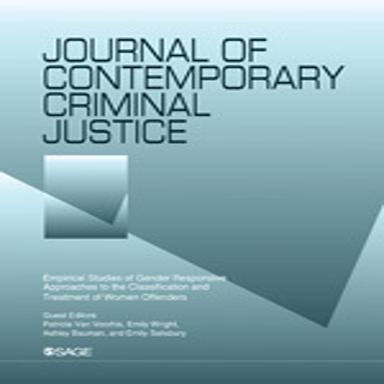 JOURNAL OF
CONTEMPORARY
CRIMINAL
JUSTICE
Empirical Studies of Gender Responsive
Approaches to the Classification and
Treatment of Women Offenders
Guest Editors
Patricia Van Voorhis, Emily Wright,
Ashley Bauman, and Emily Salisbury
SAGE